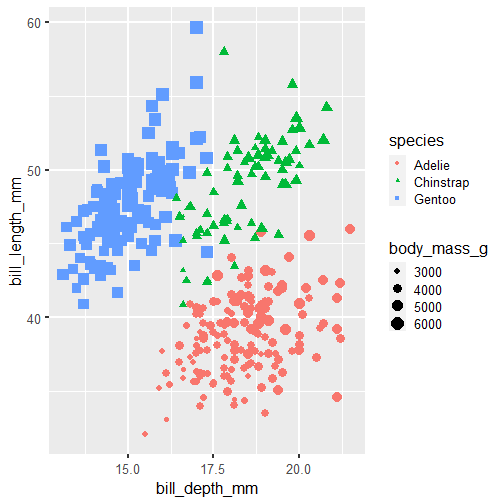 60
50
40
bill_length_mm
15.0 17.5 20.0
bill_depth_mm
species
Adelie
Chinstrap
Gentoo
body_mass_g
3000
4000
5000
6000